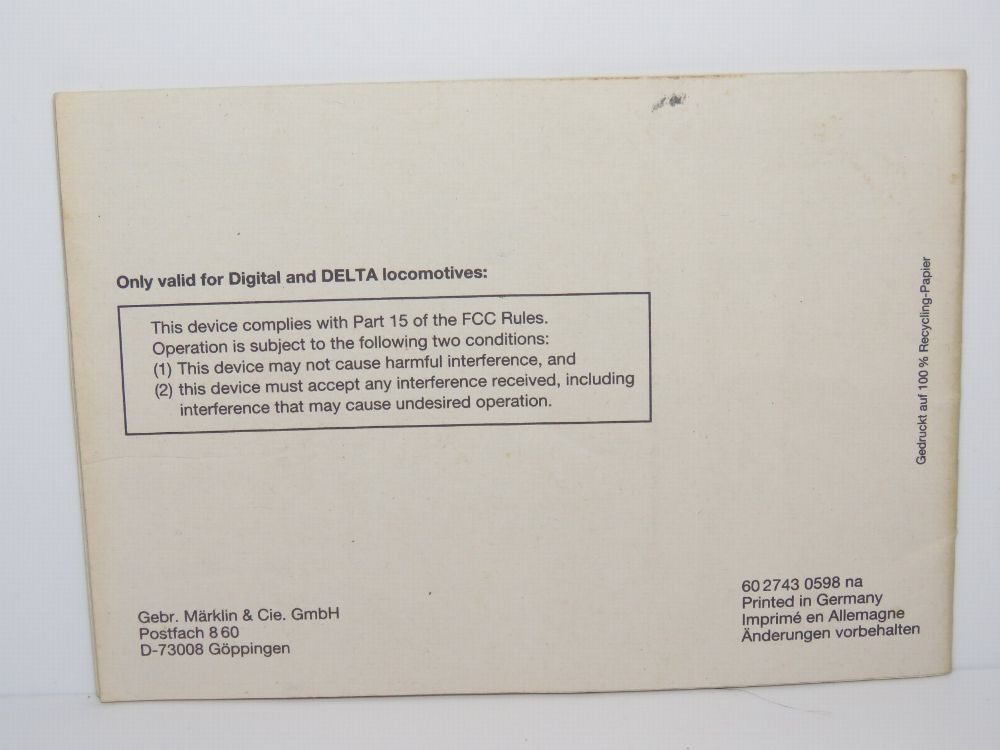 Only valid for Digital and DELTA locomotives:
This device complies with Part 15 of the FCC Rules.
Operation is subject to the following two conditions:
(1) This device may not cause harmful interference, and
(2) this device must accept any interference received, including
interference that may cause undesired operation.
Gedruckt auf 100 % Recycling-Papier
Gebr. Märklin & Cie. GmbH
Postfach 8 60
D-73008 Göppingen
60 2743 0598 na
Printed in Germany
Imprimé en Allemagne
Änderungen vorbehalten